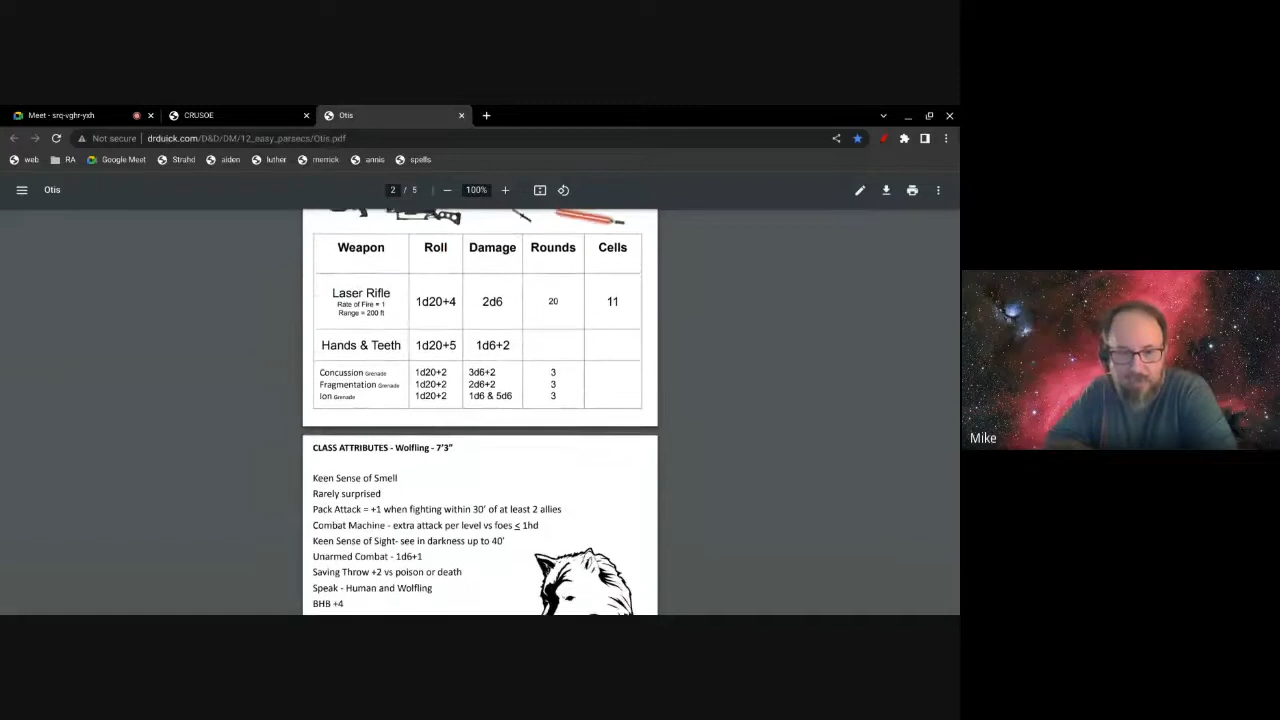 Meet - srq-vghr-yxh
CRUSOE
Otis
Not secure
drduick.com/D&D/DM/12_easy_parsecs/Otis.pdf
web RA Google Meet Strahd aiden luther merrick annis spells
Otis
2 / 5 100%
Weapon Roll Damage Rounds Cells
Laser Rifle
Rate of Fire = 1
Range = 200 ft
1d20+4 2d6 20 11
Hands & Teeth 1d20+5 1d6+2
Concussion Grenade 1d20+2 3d6+2 3
Fragmentation Grenade 1d20+2 2d6+2 3
Ion Grenade 1d20+2 1d6 & 5d6 3
CLASS ATTRIBUTES - Wolfling - 7'3"
Keen Sense of Smell
Rarely surprised
Pack Attack = +1 when fighting within 30' of at least 2 allies
Combat Machine - extra attack per level vs foes ≤ 1hd
Keen Sense of Sight- see in darkness up to 40'
Unarmed Combat - 1d6+1
Saving Throw +2 vs poison or death
Speak - Human and Wolfling
BHB +4
Mike